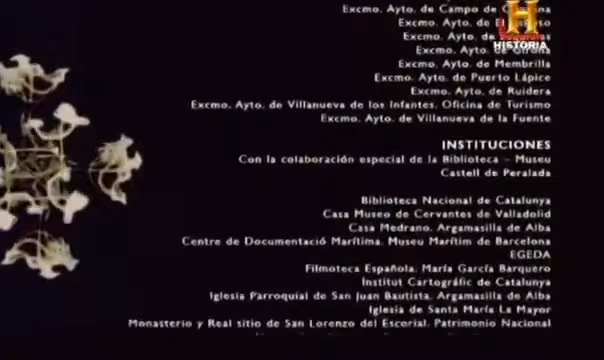 Excmo. Ayto. de Campo de
Excmo. Ayto. de El
Excmo. Ayto. de
HISTORIA
Excmo. Ayto. de Girona
Excmo. Ayto. de Membrilla
Excmo. Ayto. de Puerto Lápice
Excmo. Ayto. de Ruidera
Excmo. Ayto. de Villanueva de los Infantes. Oficina de Turismo
Excmo. Ayto. de Villanueva de la Fuente
INSTITUCIONES
Con la colaboración especial de la Biblioteca - Museu
Castell de Peralada
Biblioteca Nacional de Catalunya
Casa Museo de Cervantes de Valladolid
Casa Medrano. Argamasilla de Alba
Centre de Documentació Marítima. Museu Marítim de Barcelona
EGEDA
Filmoteca Española. María García Barquero
Institut Cartográfic de Catalunya
Iglesia Parroquial de San Juan Bautista. Argamasilla de Alba
Iglesia de Santa María La Mayor
Monasterio y Real sitio de San Lorenzo del Escorial. Patrimonio Nacional